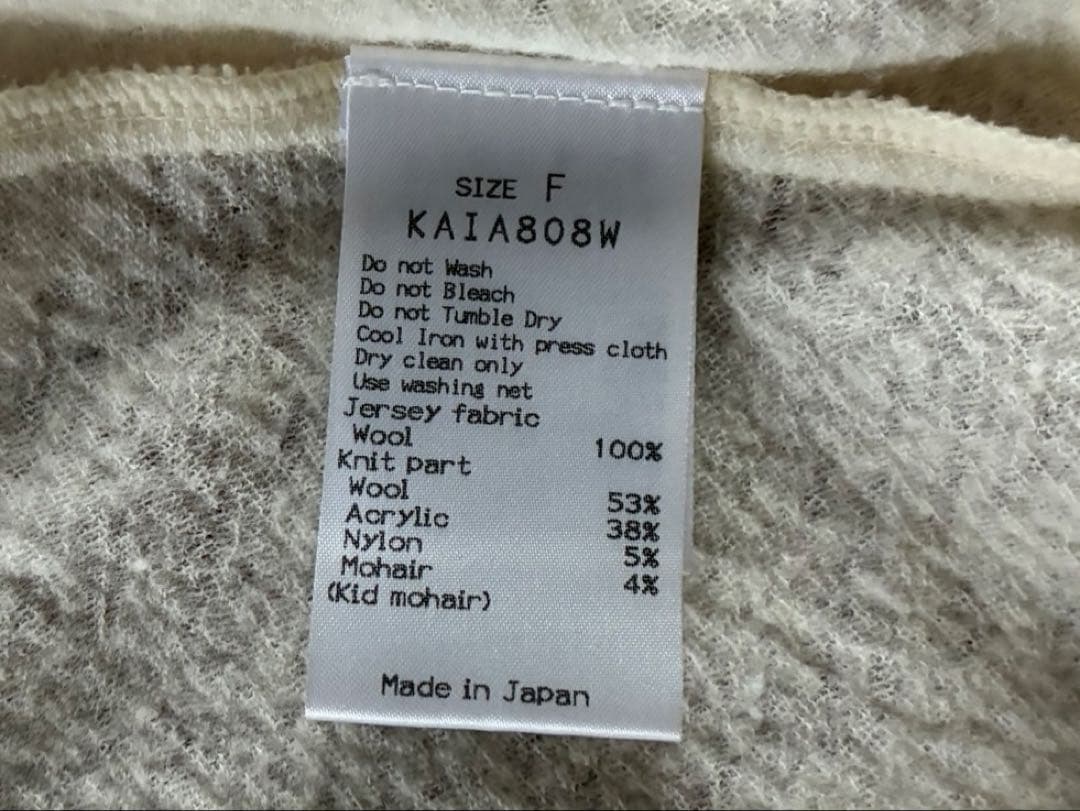 SIZE F
KAIA808W
Do not Wash
Do not Bleach
Do not Tumble Dry
Cool Iron with press cloth
Dry clean only
Use washing net
Jersey fabric
Wool 100%
Knit part
Wool 53%
Acrylic 38%
Nylon 5%
Mohair 4%
(Kid mohair)
Made in Japan